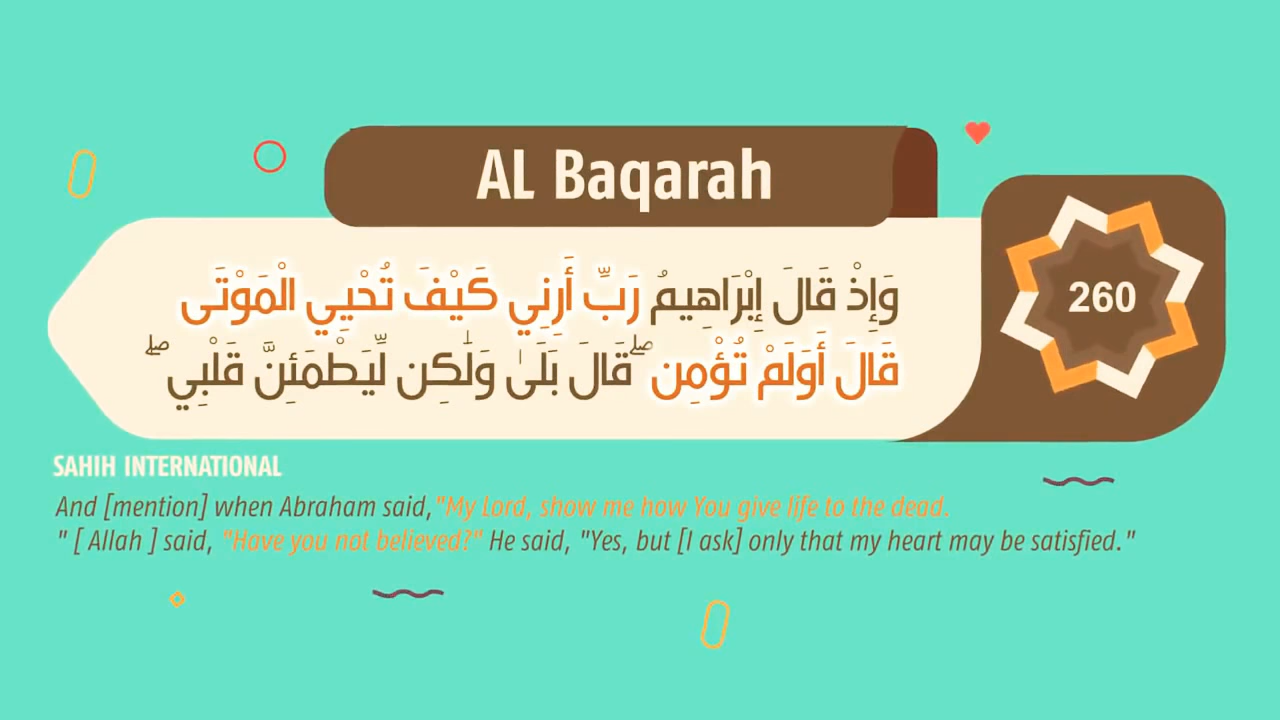 AL Baqarah
وَإِذْ قَالَ إِبْرَاهِيمُ رَبِّ أَرِنِي كَيْفَ تُحْيِي الْمَوْتَى
260
قَالَ أَوَلَمْ تُؤْمِن ۖ قَالَ بَلَىٰ وَلَٰكِن لِّيَطْمَئِنَّ قَلْبِي ۖ
SAHIH INTERNATIONAL
And [mention] when Abraham said,"My Lord, show me how You give life to the dead.
" [ Allah ] said, "Have you not believed?" He said, "Yes, but [I ask] only that my heart may be satisfied."